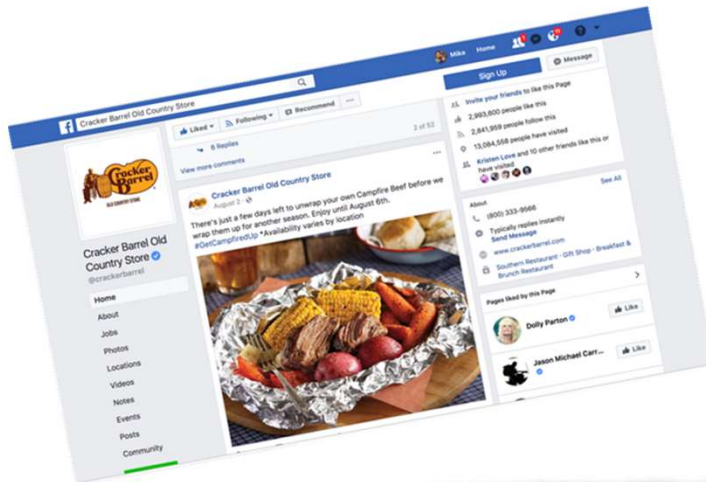 Cracker Barrel Old Country Store
Mika Home
Liked Following Recommend ...
6 Replies
2 of 52
View more comments
Sign Up
Message
Cracker Barrel
OLD COUNTRY STORE
Cracker Barrel Old
Country Store
@crackerbarrel
Home
About
Jobs
Photos
Locations
Videos
Notes
Events
Posts
Community
Cracker Barrel Old Country Store
August 2 ·
There's just a few days left to unwrap your own Campfire Beef before we
wrap them up for another season. Enjoy until August 6th.
#GetCampfiredUp *Availability varies by location
Invite your friends to like this Page
2,993,600 people like this
2,841,959 people follow this
13,084,558 people have visited
Kristen Love and 10 other friends like this or
have visited
About
See All
(800) 333-9566
Typically replies instantly
Send Message
www.crackerbarrel.com
Southern Restaurant · Gift Shop · Breakfast &
Brunch Restaurant
Pages liked by this Page
Dolly Parton
Like
Jason Michael Carr...
Like